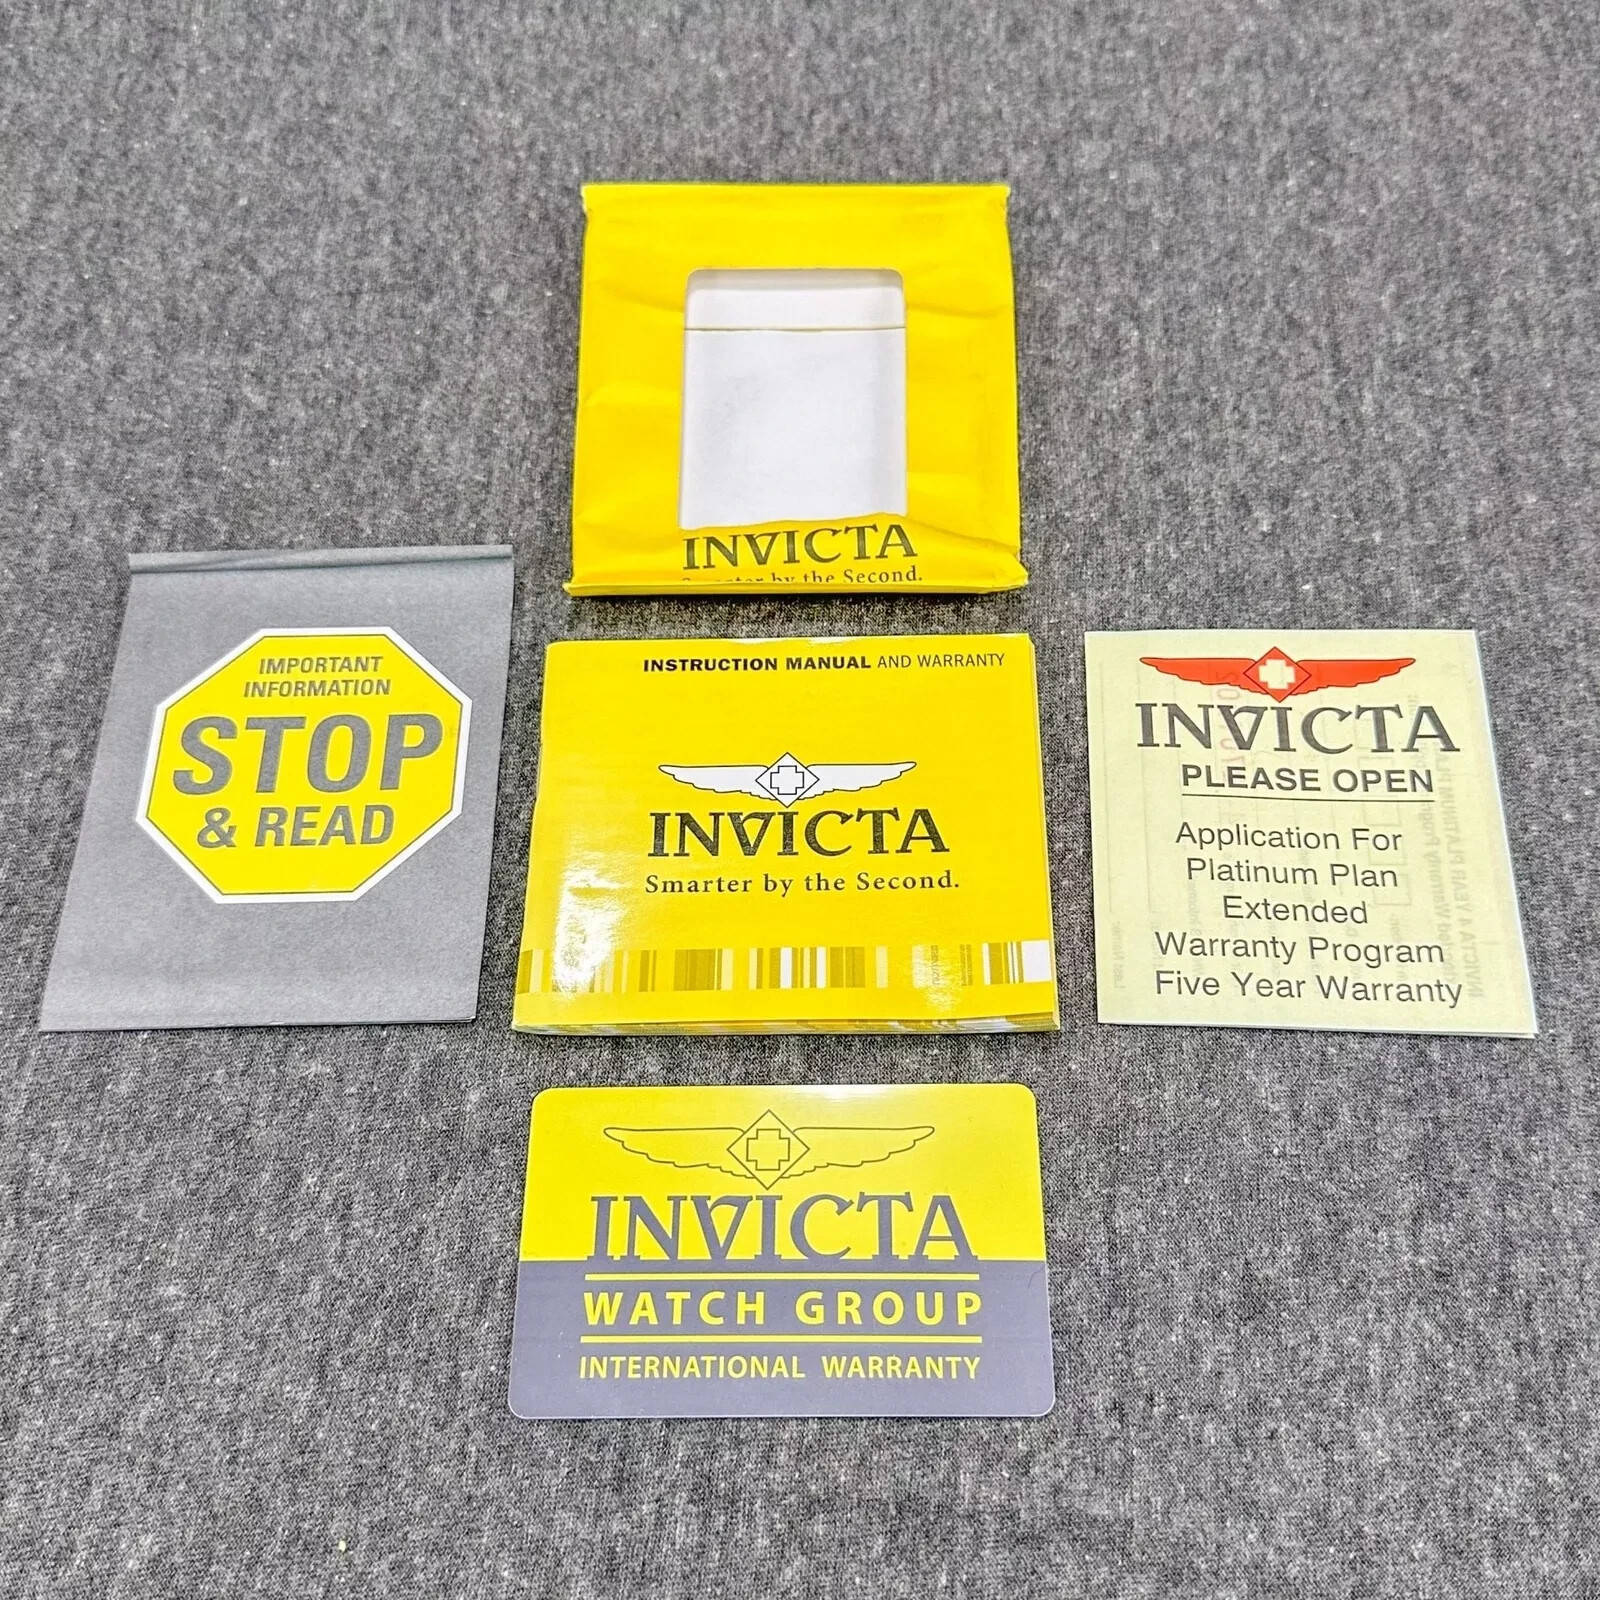 INVICTA
Smarter by the Second.
IMPORTANT
INFORMATION
STOP
& READ
INSTRUCTION MANUAL AND WARRANTY
INVICTA
Smarter by the Second.
INVICTA
PLEASE OPEN
Application For
Platinum Plan
Extended
Warranty Program
Five Year Warranty
INVICTA
WATCH GROUP
INTERNATIONAL WARRANTY